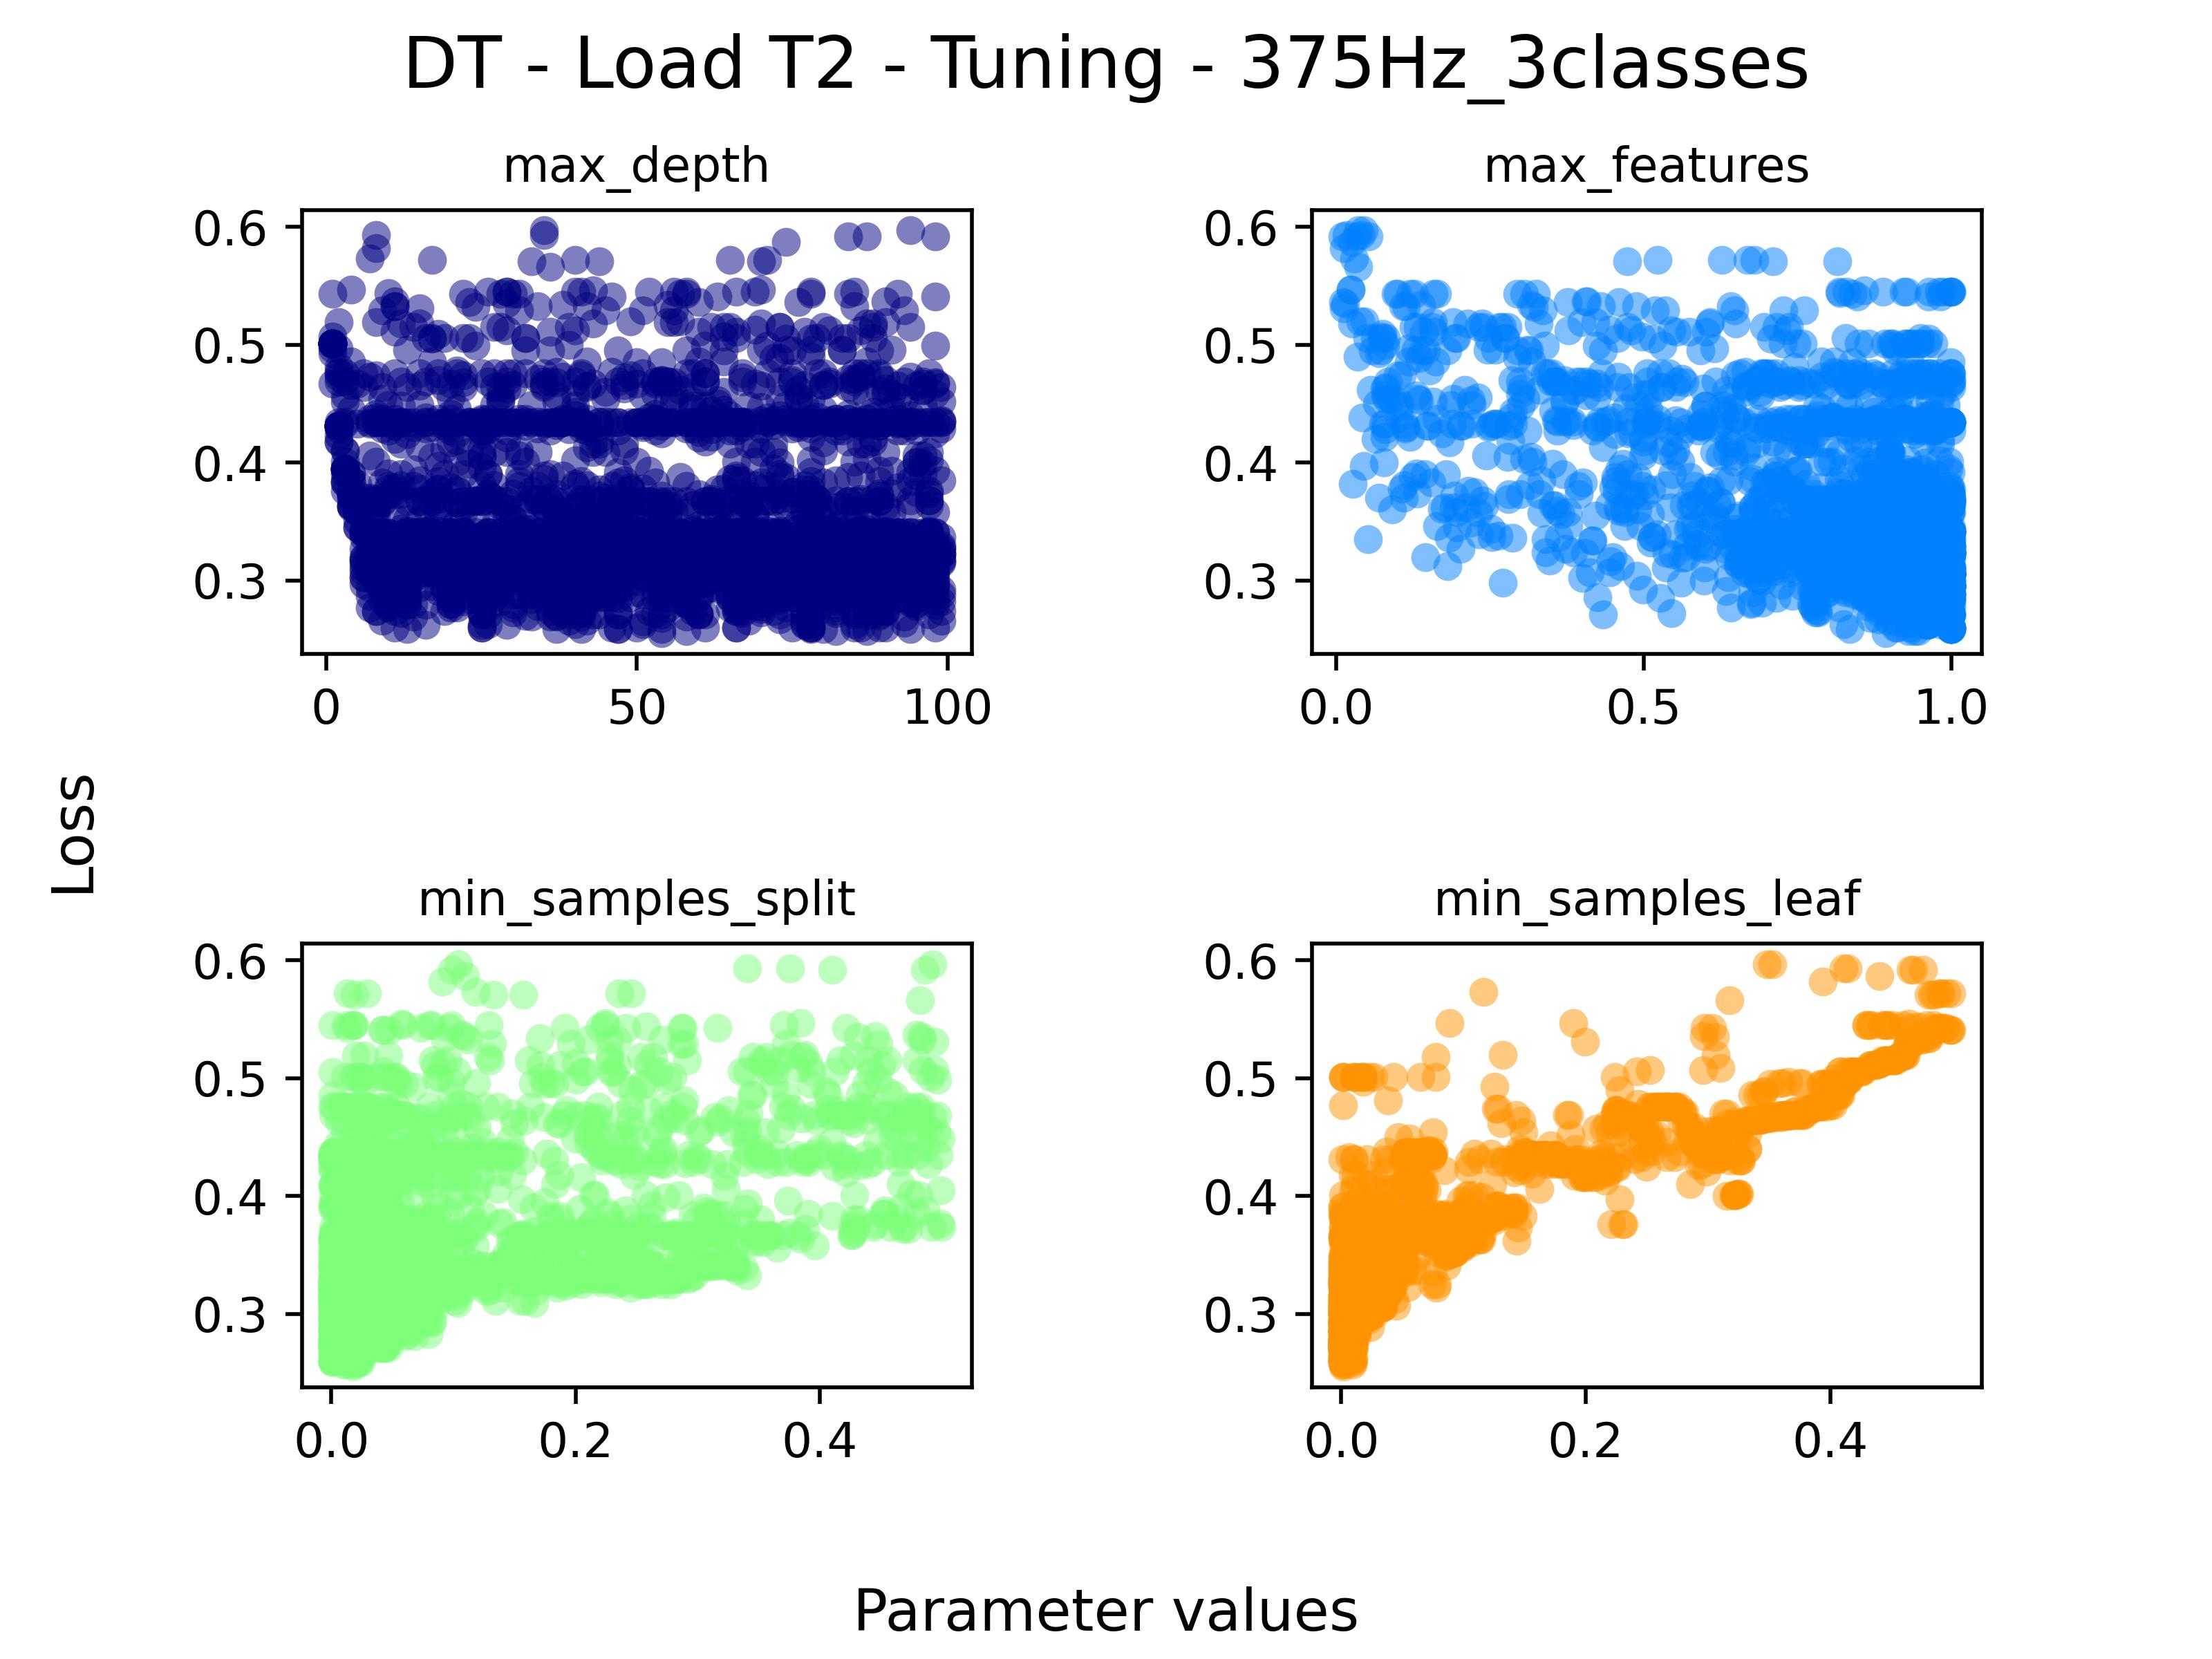 DT - Load T2 - Tuning - 375Hz_3classes
max_depth
0.6
0.5
0.4
0.3
0 50 100
max_features
0.6
0.5
0.4
0.3
0.0 0.5 1.0
Loss
min_samples_split
0.6
0.5
0.4
0.3
0.0 0.2 0.4
min_samples_leaf
0.6
0.5
0.4
0.3
0.0 0.2 0.4
Parameter values